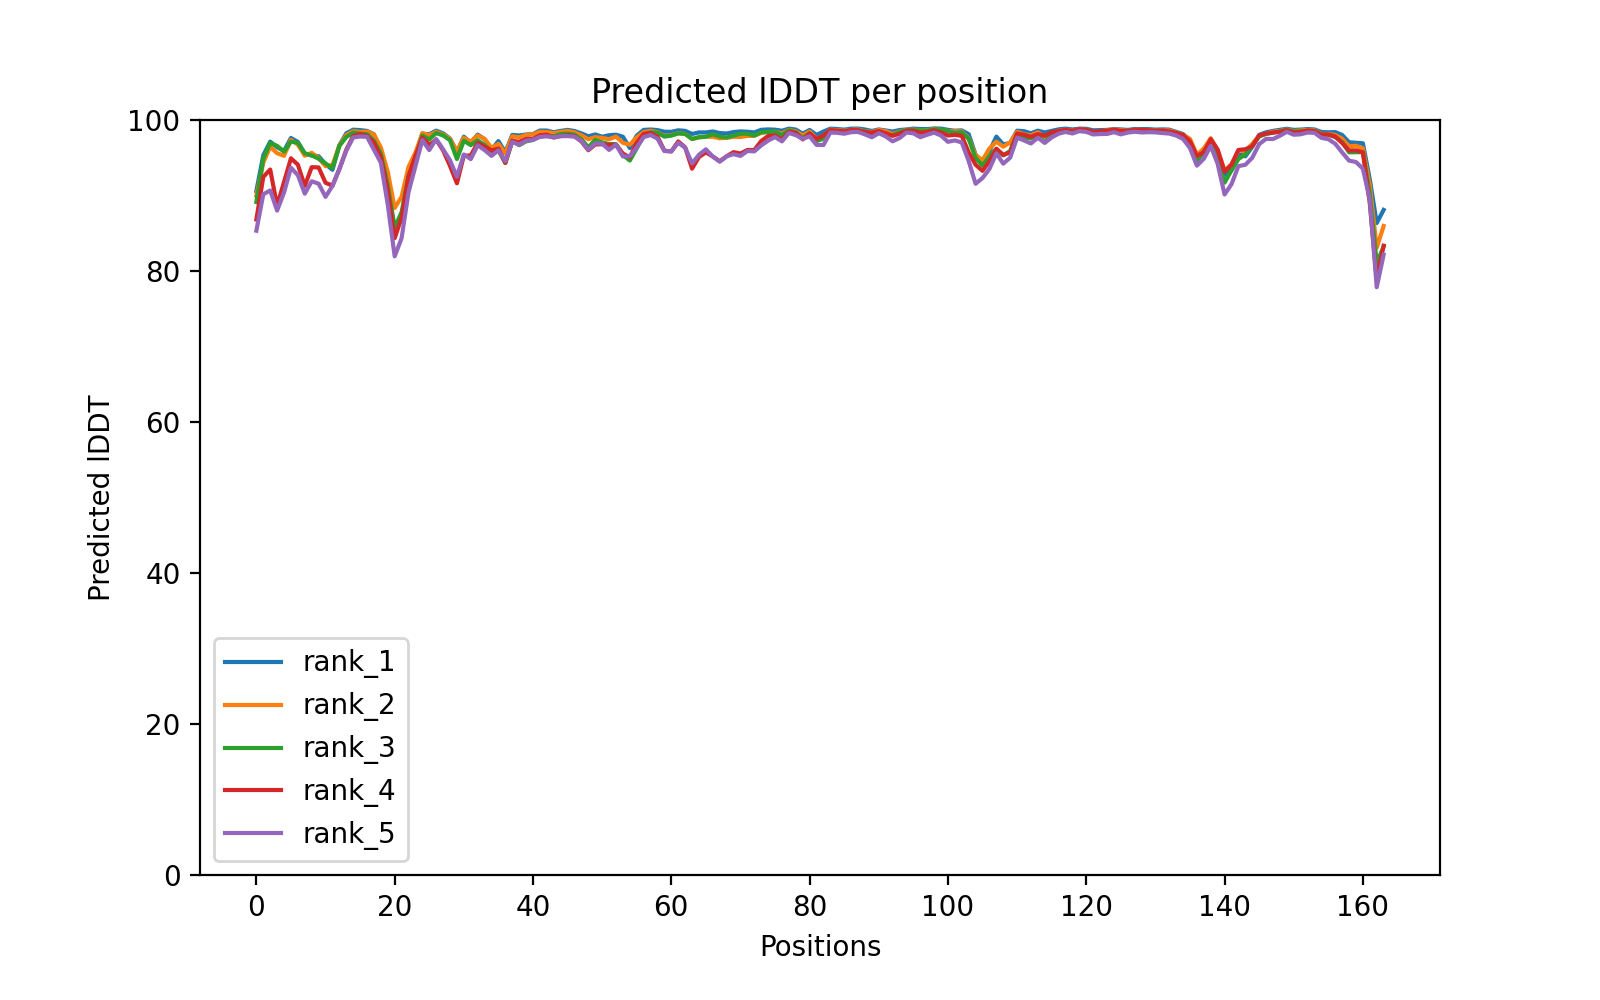 Predicted lDDT per position
100
80
60
40
20
0
Predicted lDDT
rank_1
rank_2
rank_3
rank_4
rank_5
0 20 40 60 80 100 120 140 160
Positions